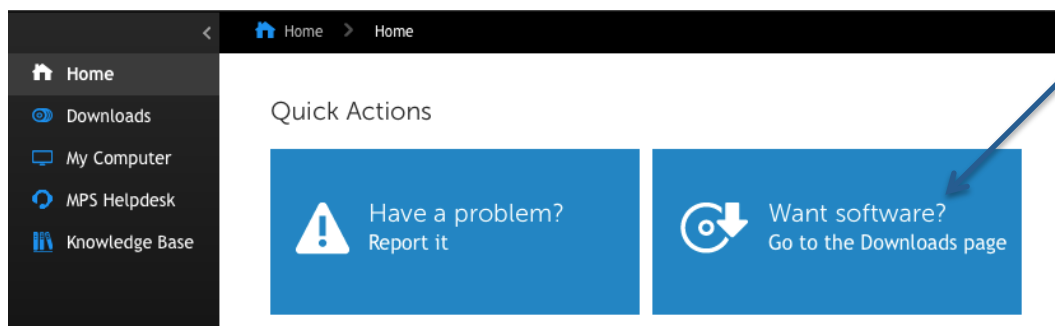 Home > Home
Home
Downloads
My Computer
MPS Helpdesk
Knowledge Base
Quick Actions
Have a problem?
Report it
Want software?
Go to the Downloads page